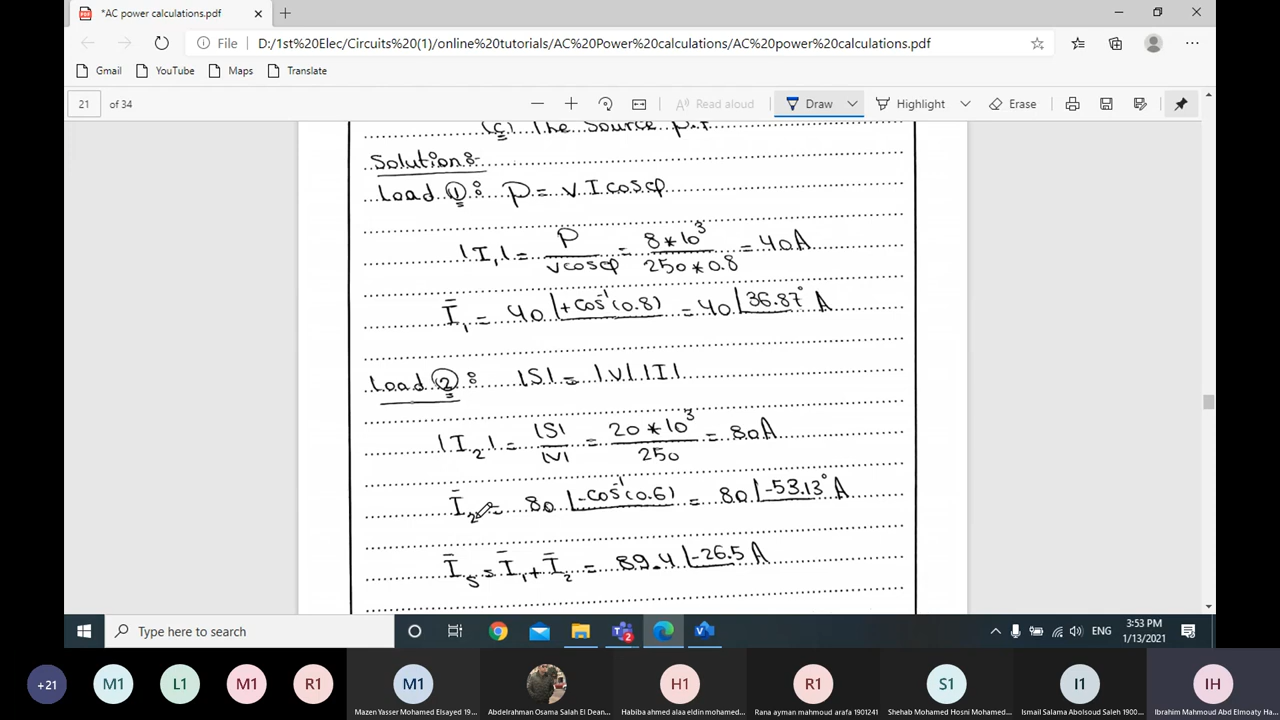 *AC power calculations.pdf
File D:/1st%20Elec/Circuits%20(1)/online%20tutorials/AC%20Power%20calculations/AC%20power%20calculations.pdf
Gmail YouTube Maps Translate
21 of 34 Read aloud Draw Highlight Erase
(c) The Source p.f
Solution:-
Load ①: P = V I cos φ
|I₁| = P / (V cos φ) = 8 * 10³ / (250 * 0.8) = 40 A
Ī₁ = 40 ∠+cos⁻¹(0.8) = 40 ∠36.87° A
Load ②: |S| = |V| |I|
|I₂| = |S| / |V| = 20 * 10³ / 250 = 80 A
Ī₂ = 80 ∠-cos⁻¹(0.6) = 80 ∠-53.13° A
Īs = Ī₁ + Ī₂ = 89.4 ∠-26.5 A
Type here to search
ENG
3:53 PM
1/13/2021
+21 M1 L1 M1 R1 M1 H1 R1 S1 I1 IH
Mazen Yasser Mohamed Elsayed 19... Abdelrahman Osama Salah El Dean... Habiba ahmed alaa eldin mohamed... Rana ayman mahmoud arafa 1901241 Shehab Mohamed Hosni Mohamed... Ismail Salama Abolsoud Saleh 1900... Ibrahim Mahmoud Abd Elmoaty Ha...